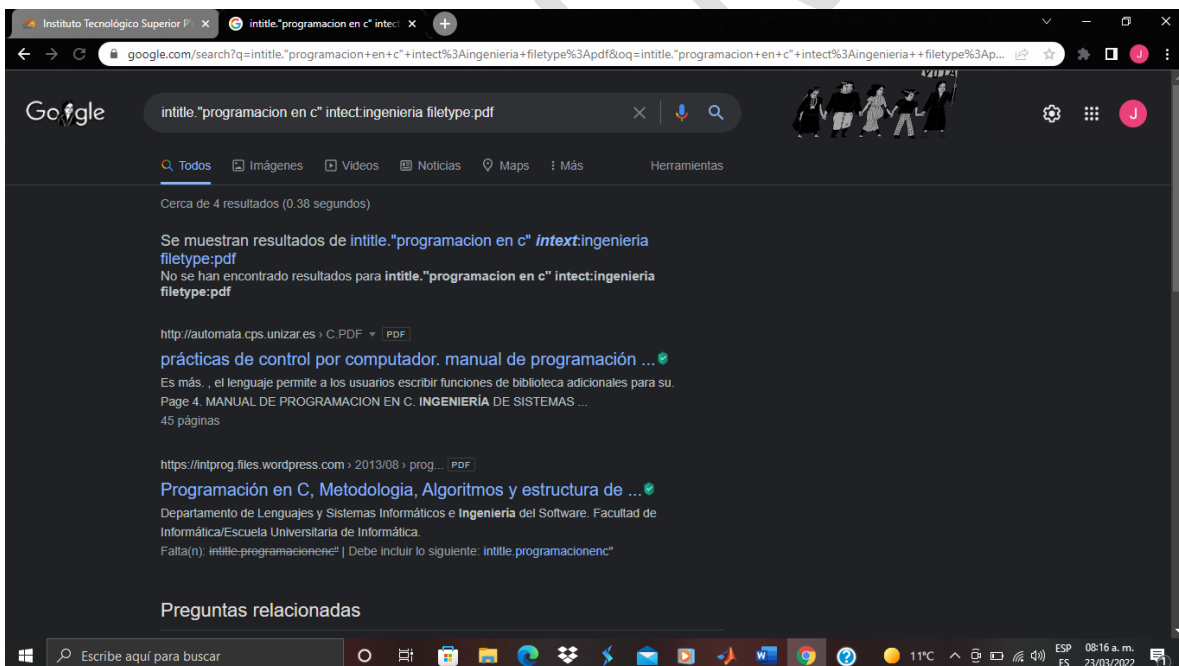 Instituto Tecnológico Superior P
intitle."programacion en c" intect
google.com/search?q=intitle."programacion+en+c"+intect%3Aingenieria+filetype%3Apdf&oq=intitle."programacion+en+c"+intect%3Aingenieria++filetype%3Ap...
Google
intitle."programacion en c" intect:ingenieria filetype:pdf
J
Todos Imágenes Videos Noticias Maps Más Herramientas
Cerca de 4 resultados (0.38 segundos)
Se muestran resultados de intitle."programacion en c" intext:ingenieria
filetype:pdf
No se han encontrado resultados para intitle."programacion en c" intect:ingenieria
filetype:pdf
http://automata.cps.unizar.es › C.PDF PDF
prácticas de control por computador. manual de programación ...
Es más. , el lenguaje permite a los usuarios escribir funciones de biblioteca adicionales para su.
Page 4. MANUAL DE PROGRAMACION EN C. INGENIERÍA DE SISTEMAS ...
45 páginas
https://intprog.files.wordpress.com › 2013/08 › prog... PDF
Programación en C, Metodologia, Algoritmos y estructura de ...
Departamento de Lenguajes y Sistemas Informáticos e Ingeniería del Software. Facultad de
Informática/Escuela Universitaria de Informática.
Falta(n): intitle.programacionenc" | Debe incluir lo siguiente: intitle.programacionenc"
Preguntas relacionadas
Escribe aquí para buscar
11°C
ESP
ES
08:16 a. m.
23/03/2022